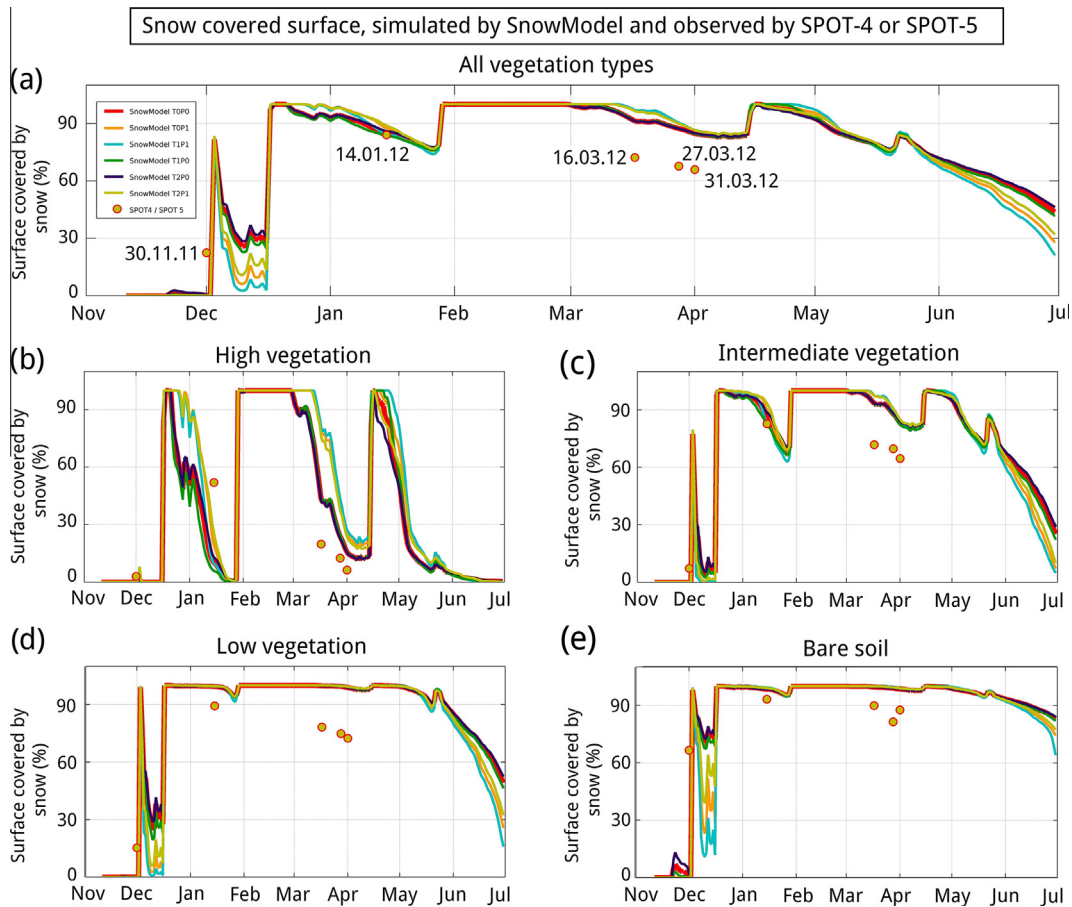 Snow covered surface, simulated by SnowModel and observed by SPOT-4 or SPOT-5
(a)
All vegetation types
Surface covered by
snow (%)
90
60
30
0
SnowModel T0P0
SnowModel T0P1
SnowModel T1P1
SnowModel T1P0
SnowModel T2P0
SnowModel T2P1
SPOT4 / SPOT 5
30.11.11
14.01.12
16.03.12
27.03.12
31.03.12
Nov Dec Jan Feb Mar Apr May Jun Jul
(b)
High vegetation
Surface covered by
snow (%)
90
60
30
0
Nov Dec Jan Feb Mar Apr May Jun Jul
(c)
Intermediate vegetation
Surface covered by
snow (%)
90
60
30
0
Nov Dec Jan Feb Mar Apr May Jun Jul
(d)
Low vegetation
Surface covered by
snow (%)
90
60
30
0
Nov Dec Jan Feb Mar Apr May Jun Jul
(e)
Bare soil
Surface covered by
snow (%)
90
60
30
0
Nov Dec Jan Feb Mar Apr May Jun Jul